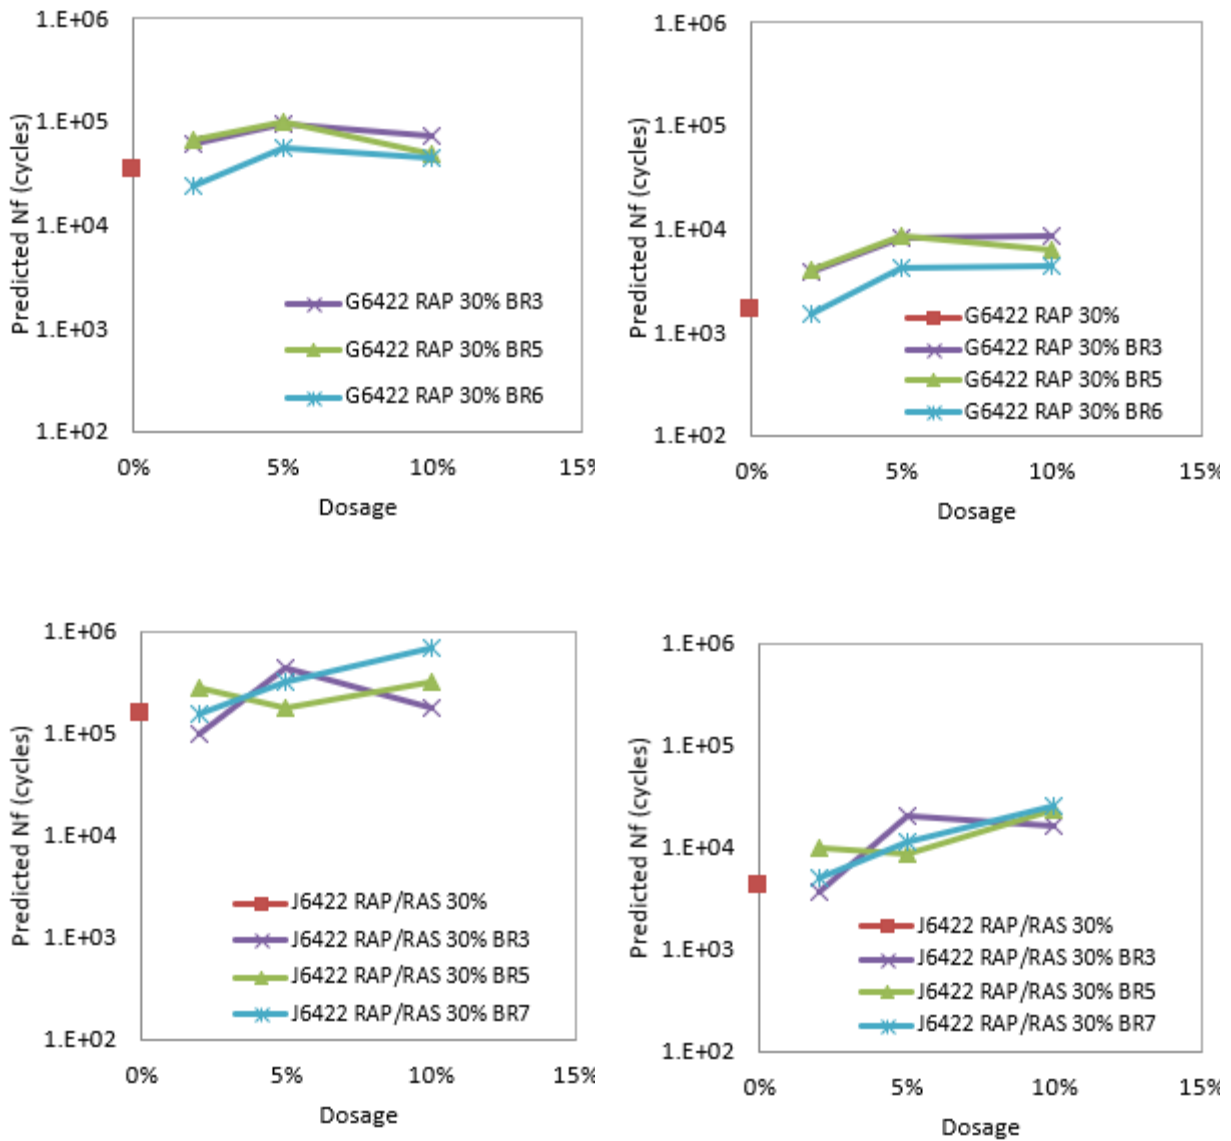 1.E+06
1.E+05
1.E+04
1.E+03
1.E+02
Predicted Nf (cycles)
G6422 RAP 30% BR3
G6422 RAP 30% BR5
G6422 RAP 30% BR6
0% 5% 10% 15%
Dosage
1.E+06
1.E+05
1.E+04
1.E+03
1.E+02
Predicted Nf (cycles)
G6422 RAP 30%
G6422 RAP 30% BR3
G6422 RAP 30% BR5
G6422 RAP 30% BR6
0% 5% 10% 15%
Dosage
1.E+06
1.E+05
1.E+04
1.E+03
1.E+02
Predicted Nf (cycles)
J6422 RAP/RAS 30%
J6422 RAP/RAS 30% BR3
J6422 RAP/RAS 30% BR5
J6422 RAP/RAS 30% BR7
0% 5% 10% 15%
Dosage
1.E+06
1.E+05
1.E+04
1.E+03
1.E+02
Predicted Nf (cycles)
J6422 RAP/RAS 30%
J6422 RAP/RAS 30% BR3
J6422 RAP/RAS 30% BR5
J6422 RAP/RAS 30% BR7
0% 5% 10% 15%
Dosage